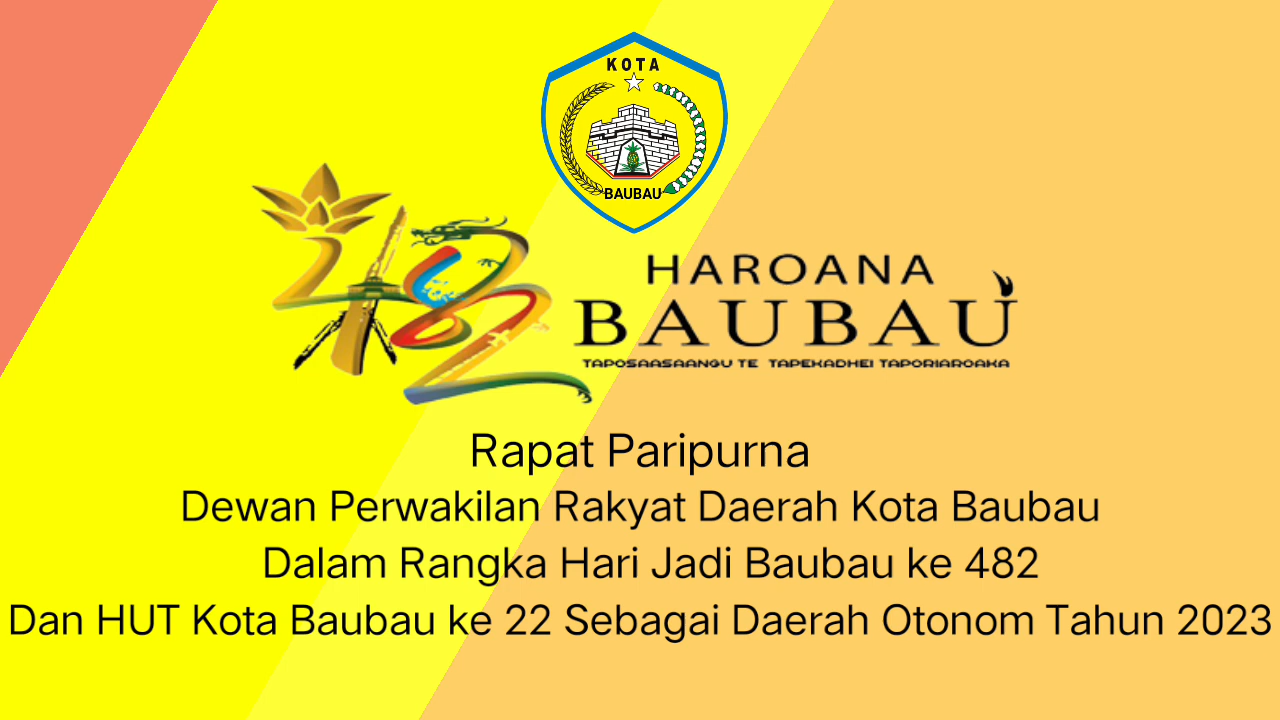 KOTA
BAUBAU
482
HAROANA
BAUBAU
TAPOSAASAANGU TE TAPEKADHEI TAPORIAROAKA
Rapat Paripurna
Dewan Perwakilan Rakyat Daerah Kota Baubau
Dalam Rangka Hari Jadi Baubau ke 482
Dan HUT Kota Baubau ke 22 Sebagai Daerah Otonom Tahun 2023